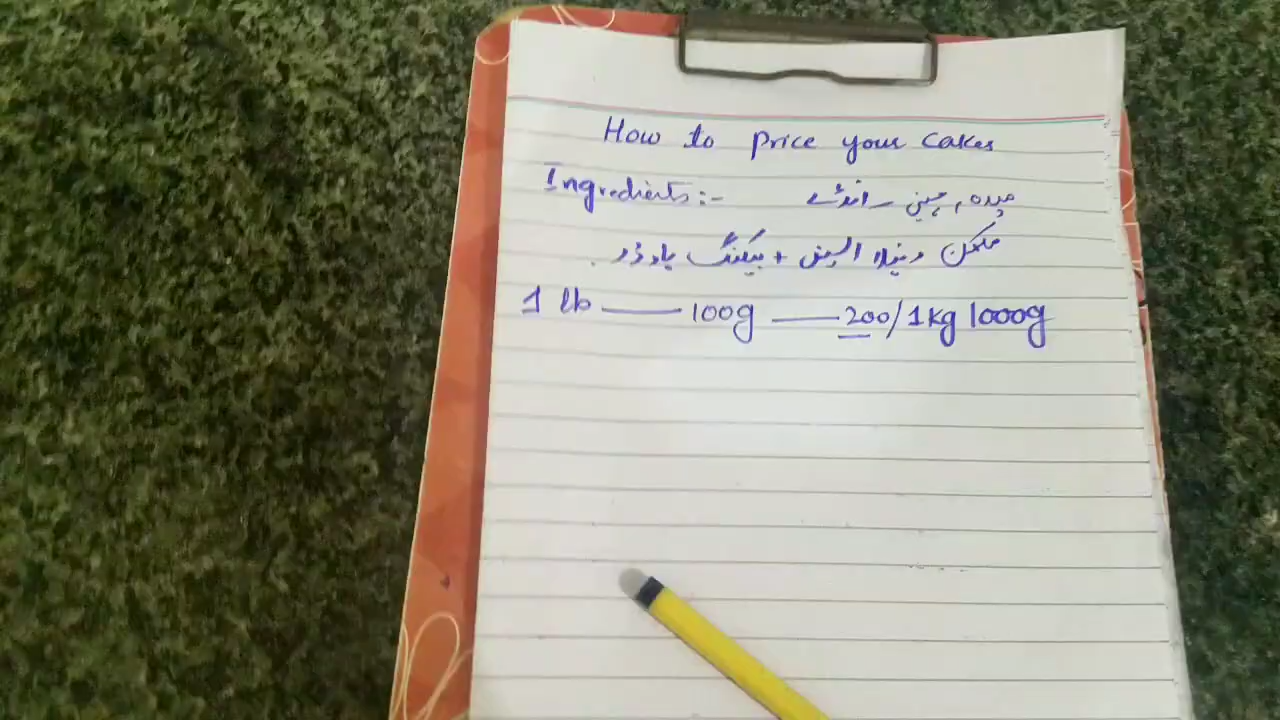 How to price your cakes
Ingredients:- میدہ، چینی - انڈے
مکھن ونیلا ایسنس + بیکنگ پاوڈر
1 lb — 100g — 200/1kg 1000g